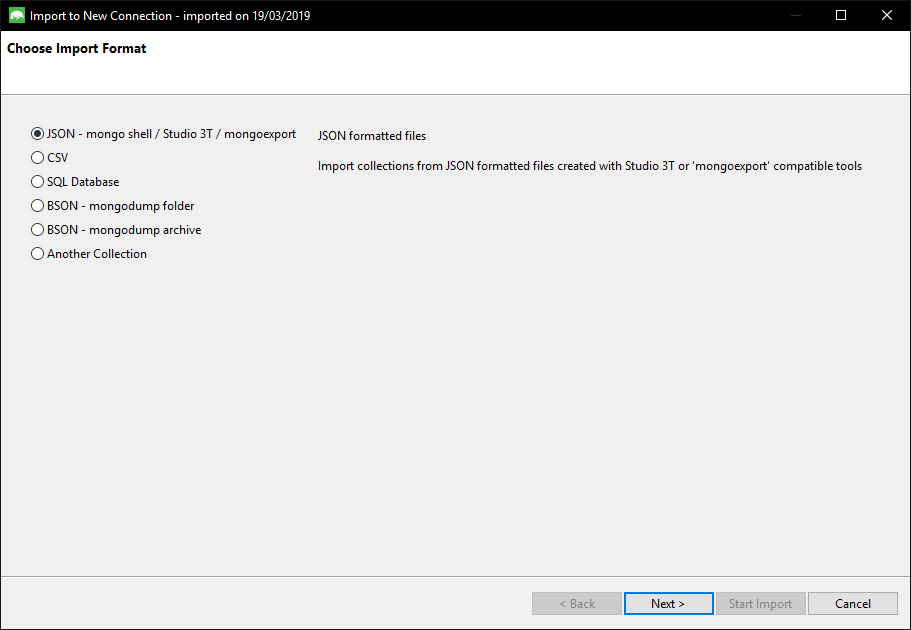 Import to New Connection - imported on 19/03/2019
Choose Import Format
JSON - mongo shell / Studio 3T / mongoexport
CSV
SQL Database
BSON - mongodump folder
BSON - mongodump archive
Another Collection
JSON formatted files
Import collections from JSON formatted files created with Studio 3T or 'mongoexport' compatible tools
< Back
Next >
Start Import
Cancel